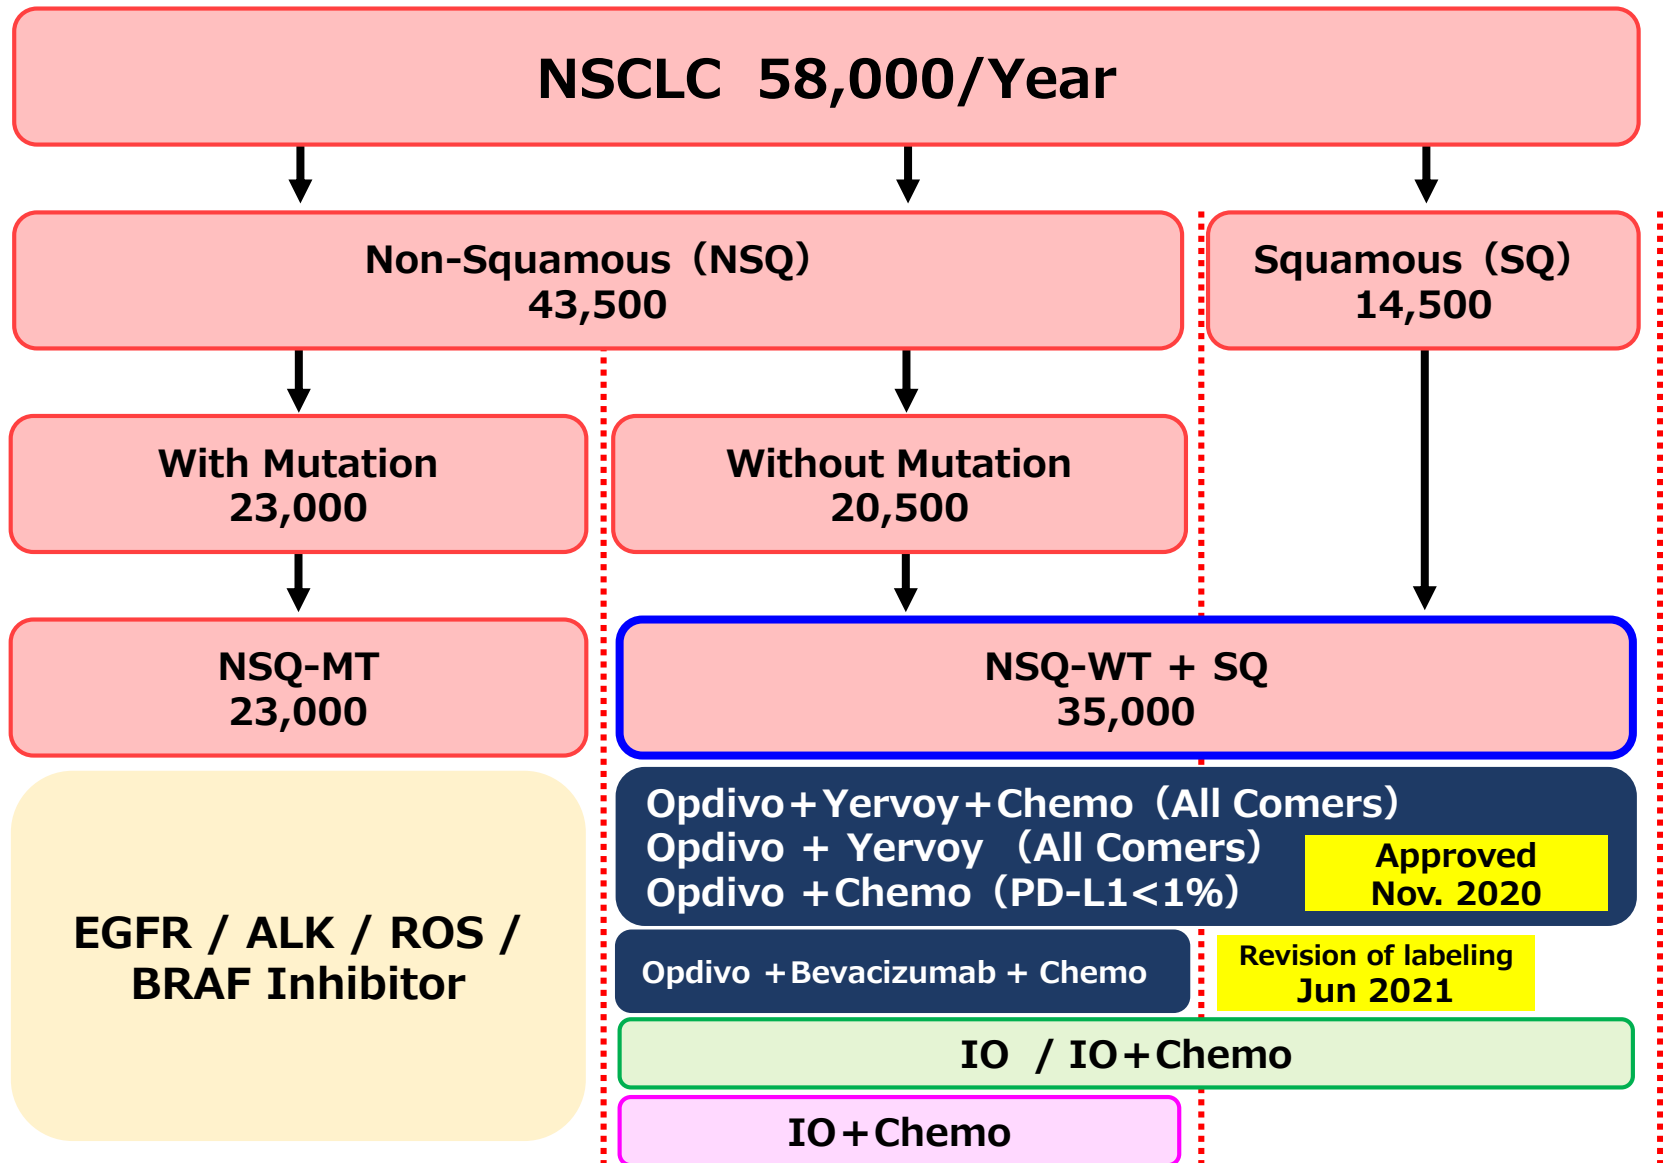 NSCLC 58,000/Year
Non-Squamous（NSQ）
43,500
Squamous（SQ）
14,500
With Mutation
23,000
Without Mutation
20,500
NSQ-MT
23,000
NSQ-WT + SQ
35,000
EGFR / ALK / ROS /
BRAF Inhibitor
Opdivo＋Yervoy＋Chemo（All Comers）
Opdivo + Yervoy （All Comers）
Opdivo +Chemo（PD-L1<1%）
Approved
Nov. 2020
Opdivo +Bevacizumab + Chemo
Revision of labeling
Jun 2021
IO / IO＋Chemo
IO＋Chemo